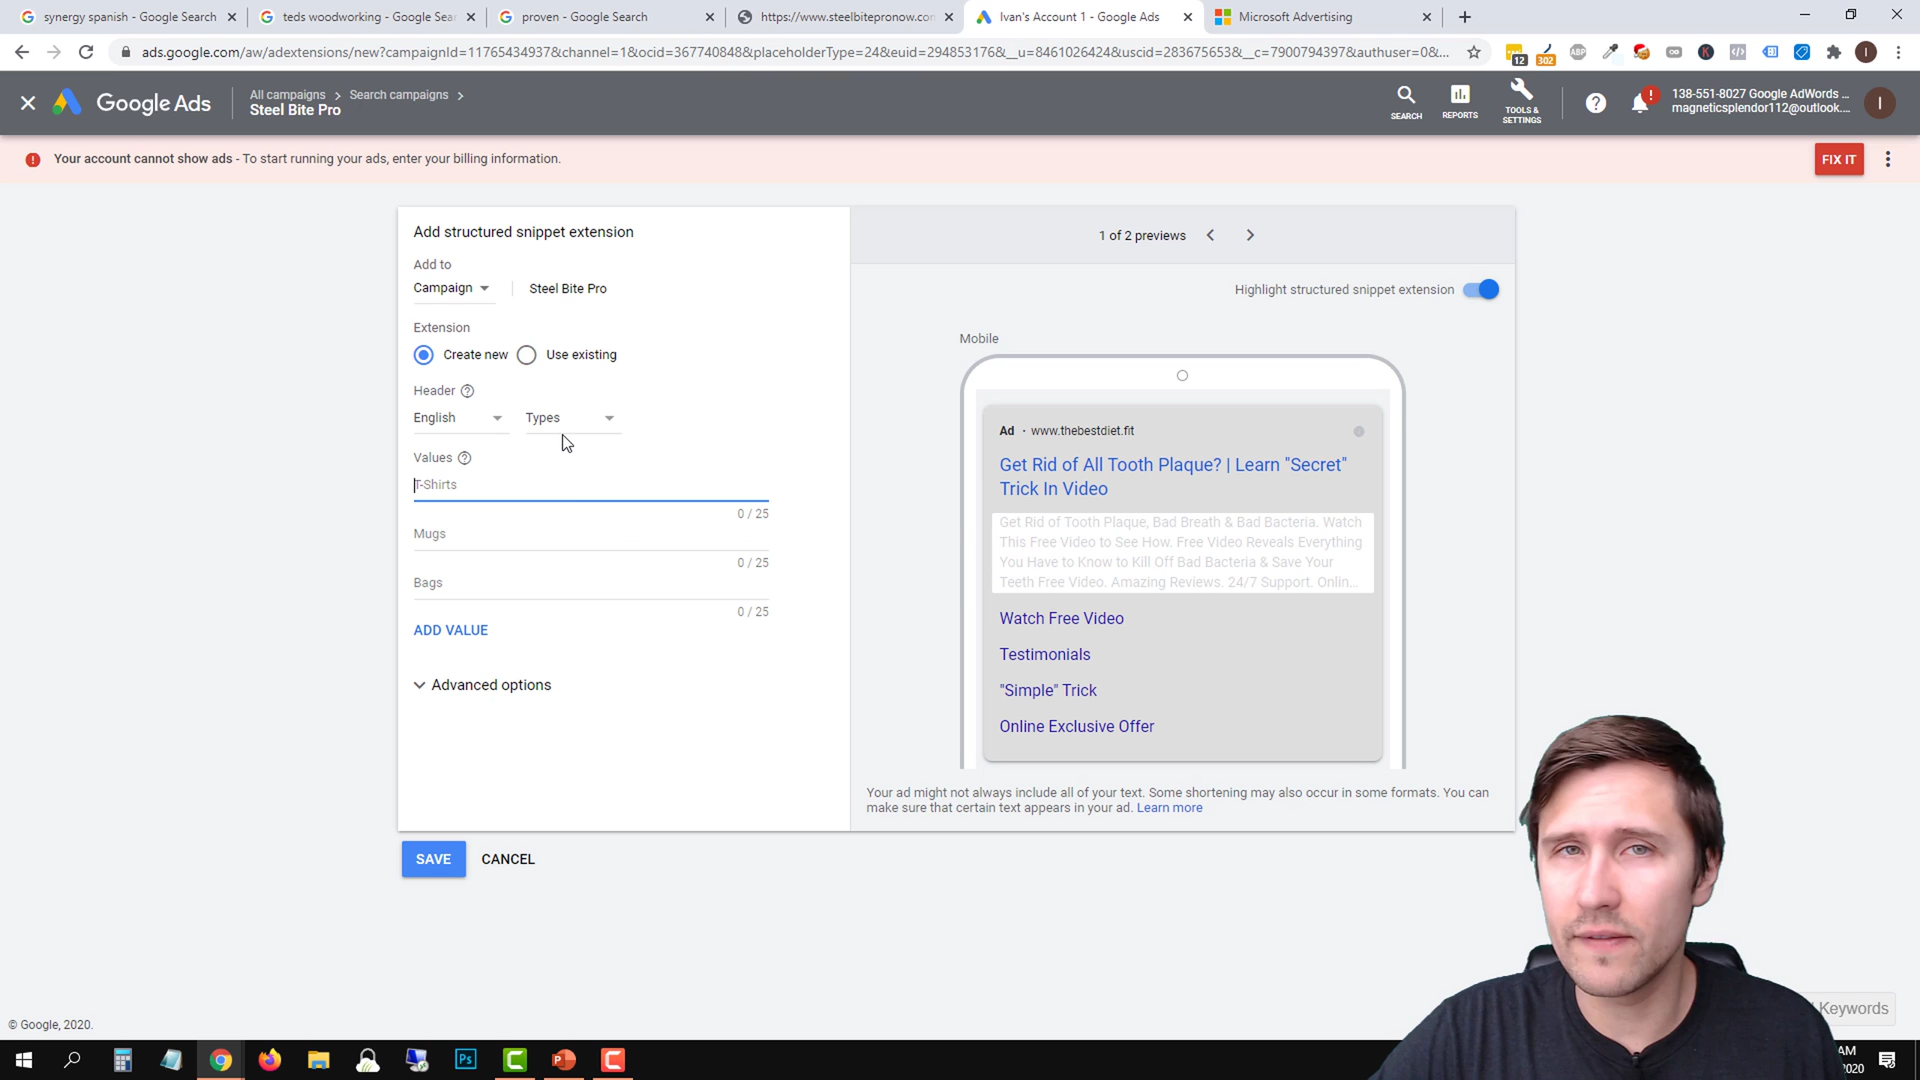 synergy spanish - Google Search
teds woodworking - Google Sear
proven - Google Search
https://www.steelbitepronow.con
Ivan's Account 1 - Google Ads
Microsoft Advertising
ads.google.com/aw/adextensions/new?campaignId=11765434937&channel=1&ocid=367740848&placeholderType=24&euid=294853176&__u=8461026424&uscid=283675653&__c=7900794397&authuser=0&...
12
302
ABP
K
I
Google Ads
All campaigns > Search campaigns >
Steel Bite Pro
SEARCH
REPORTS
TOOLS & SETTINGS
138-551-8027 Google AdWords ...
magneticsplendor112@outlook....
I
Your account cannot show ads - To start running your ads, enter your billing information.
FIX IT
Add structured snippet extension
Add to
Campaign
Steel Bite Pro
Extension
Create new
Use existing
Header
English
Types
Values
T-Shirts
0 / 25
Mugs
0 / 25
Bags
0 / 25
ADD VALUE
Advanced options
SAVE
CANCEL
1 of 2 previews
Highlight structured snippet extension
Mobile
Ad · www.thebestdiet.fit
Get Rid of All Tooth Plaque? | Learn "Secret"
Trick In Video
Get Rid of Tooth Plaque, Bad Breath & Bad Bacteria. Watch
This Free Video to See How. Free Video Reveals Everything
You Have to Know to Kill Off Bad Bacteria & Save Your
Teeth Free Video. Amazing Reviews. 24/7 Support. Onlin...
Watch Free Video
Testimonials
"Simple" Trick
Online Exclusive Offer
Your ad might not always include all of your text. Some shortening may also occur in some formats. You can
make sure that certain text appears in your ad. Learn more
Keywords
© Google, 2020.
Ps
AM
2020